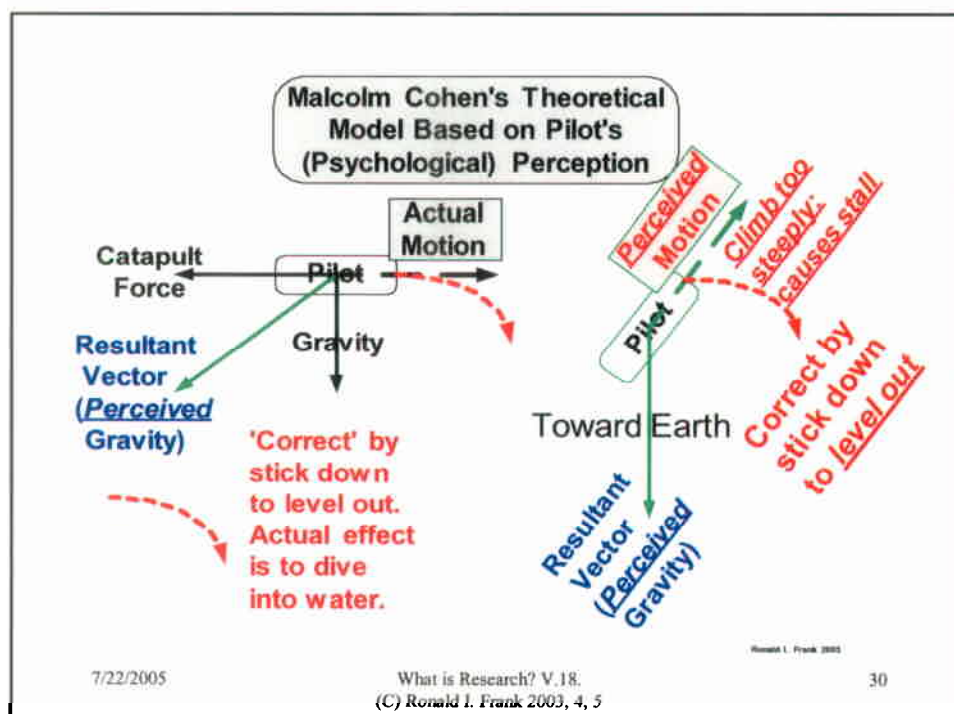 Malcolm Cohen's Theoretical
Model Based on Pilot's
(Psychological) Perception
Actual
Motion
Catapult
Force
Pilot
Gravity
Resultant
Vector
(Perceived
Gravity)
'Correct' by
stick down
to level out.
Actual effect
is to dive
into water.
Perceived
Motion
Climb too
steeply:
causes stall
Pilot
Correct by
stick down
to level out
Toward Earth
Resultant
Vector
(Perceived
Gravity)
Ronald I. Frank 2005
7/22/2005
What is Research? V.18.
30
(C) Ronald I. Frank 2003, 4, 5